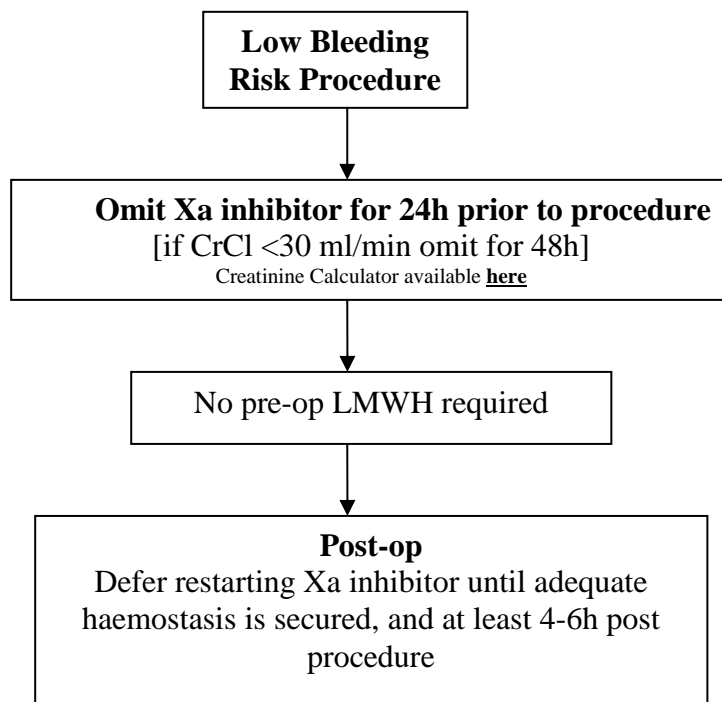 Low Bleeding
Risk Procedure
Omit Xa inhibitor for 24h prior to procedure
[if CrCl <30 ml/min omit for 48h]
Creatinine Calculator available here
No pre-op LMWH required
Post-op
Defer restarting Xa inhibitor until adequate
haemostasis is secured, and at least 4-6h post
procedure